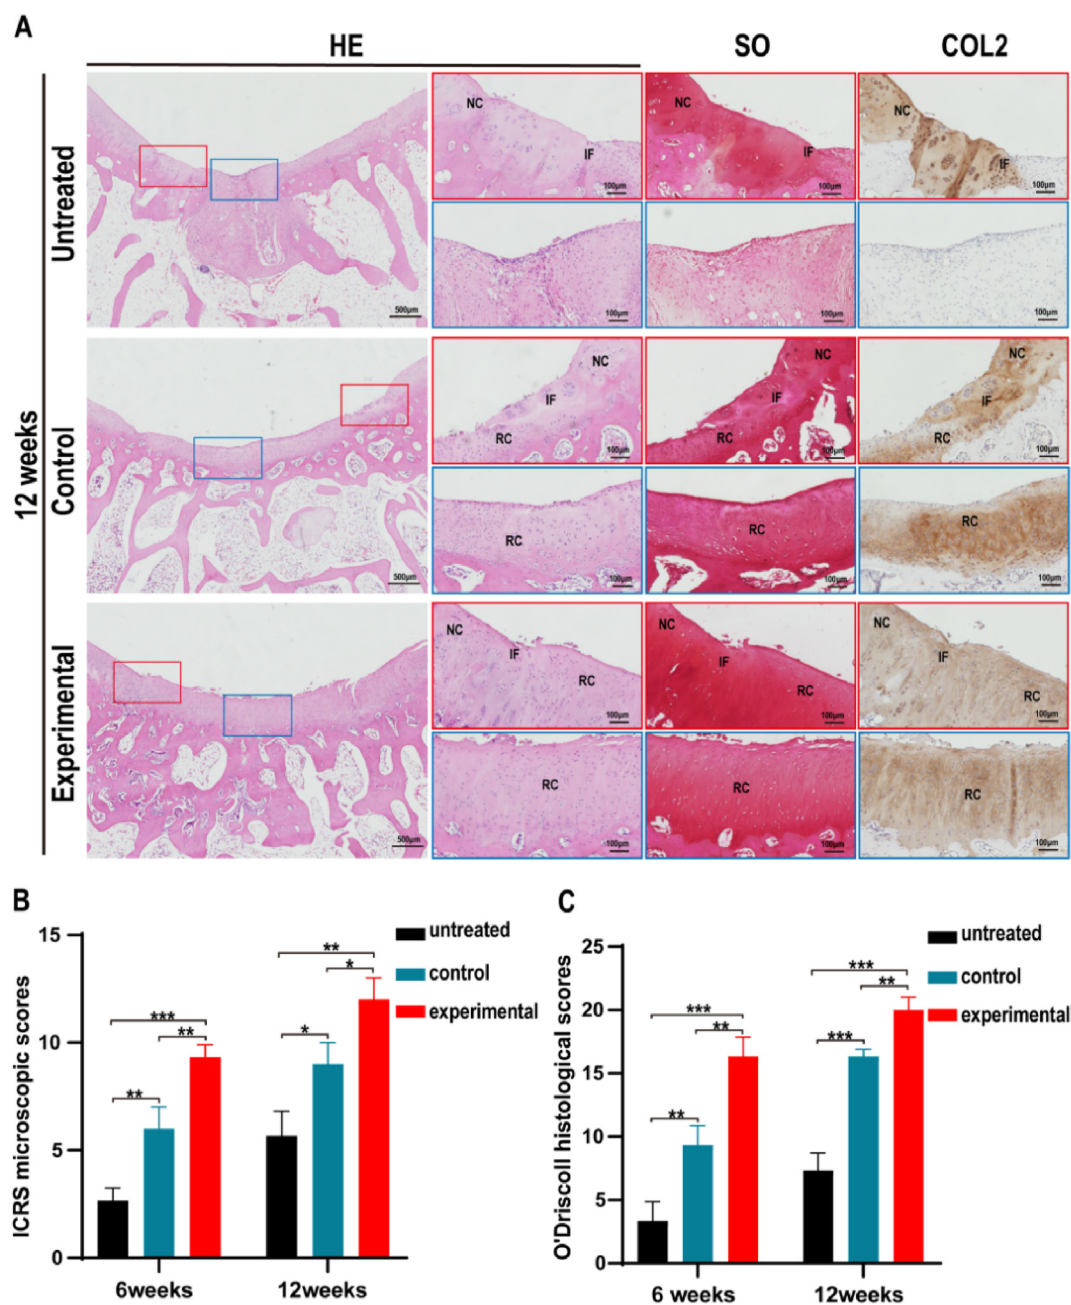 A
HE
SO
COL2
12 weeks
Untreated
500μm
NC
IF
100μm
NC
IF
100μm
NC
IF
100μm
100μm
100μm
100μm
Control
500μm
NC
IF
RC
100μm
NC
IF
RC
100μm
NC
IF
RC
100μm
RC
100μm
RC
100μm
RC
100μm
Experimental
500μm
NC
IF
RC
100μm
NC
IF
RC
100μm
NC
IF
RC
100μm
RC
100μm
RC
100μm
RC
100μm
B
ICRS microscopic scores
15
10
5
0
untreated
control
experimental
***
**
**
**
*
*
6weeks
12weeks
C
O'Driscoll histological scores
25
20
15
10
5
0
untreated
control
experimental
***
**
**
***
**
***
6 weeks
12weeks